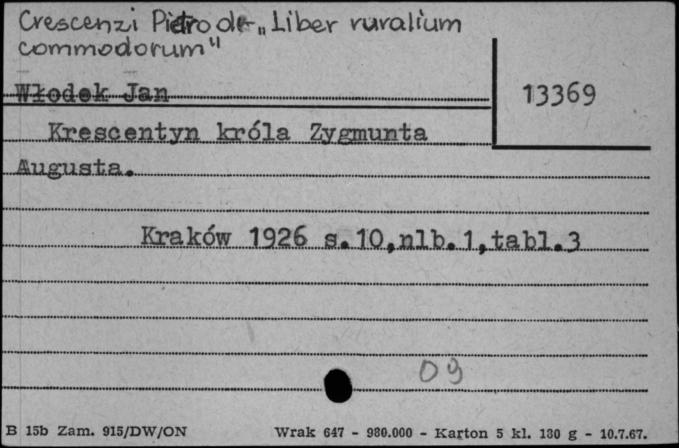 Crescenzi Pietro de „Liber ruralium
commodorum"
Włodek Jan
13369
Krescentyn króla Zygmunta
Augusta.
Kraków 1926 s.10,nlb.1,tabl.3
09
B 15b Zam. 915/DW/ON Wrak 647 - 980.000 - Karton 5 kl. 180 g - 10.7.67.